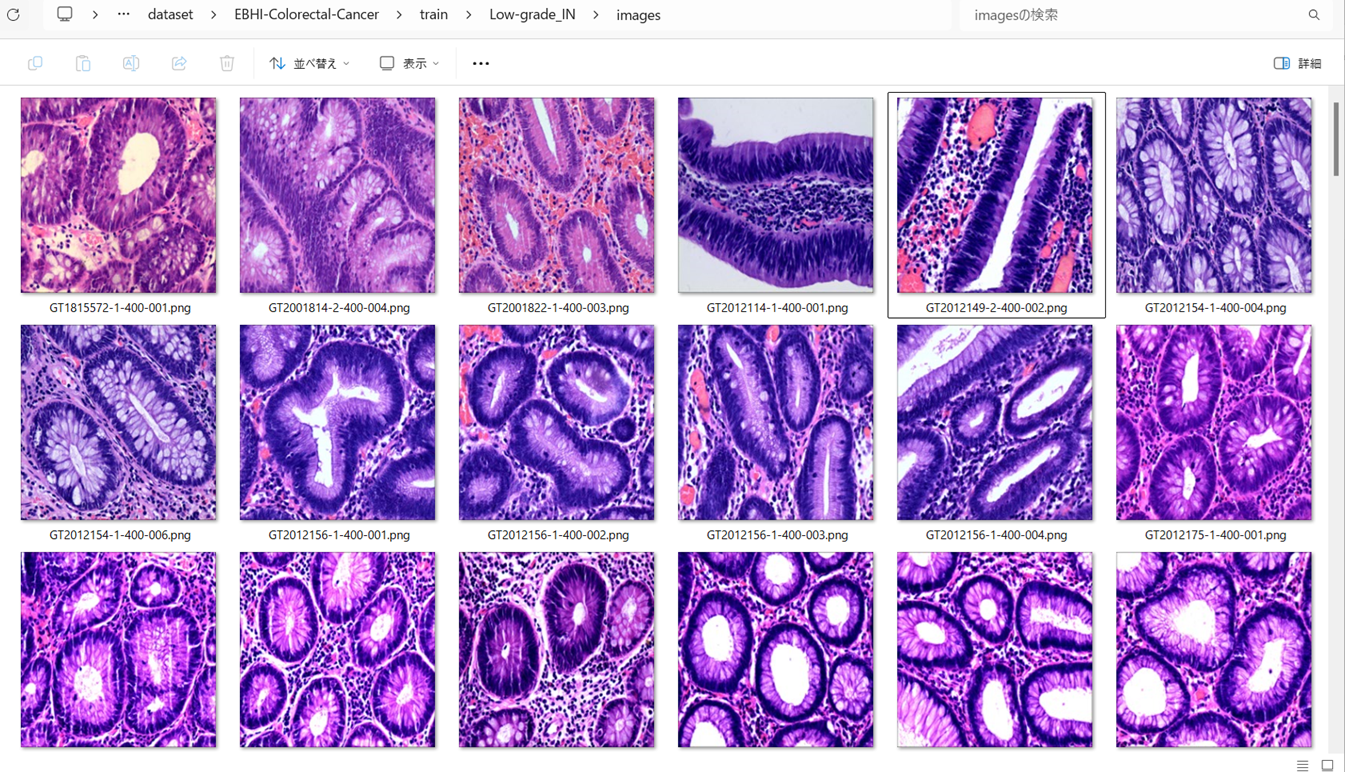 … dataset > EBHI-Colorectal-Cancer > train > Low-grade_IN > images
imagesの検索
並べ替え
表示
詳細
GT1815572-1-400-001.png
GT2001814-2-400-004.png
GT2001822-1-400-003.png
GT2012114-1-400-001.png
GT2012149-2-400-002.png
GT2012154-1-400-004.png
GT2012154-1-400-006.png
GT2012156-1-400-001.png
GT2012156-1-400-002.png
GT2012156-1-400-003.png
GT2012156-1-400-004.png
GT2012175-1-400-001.png